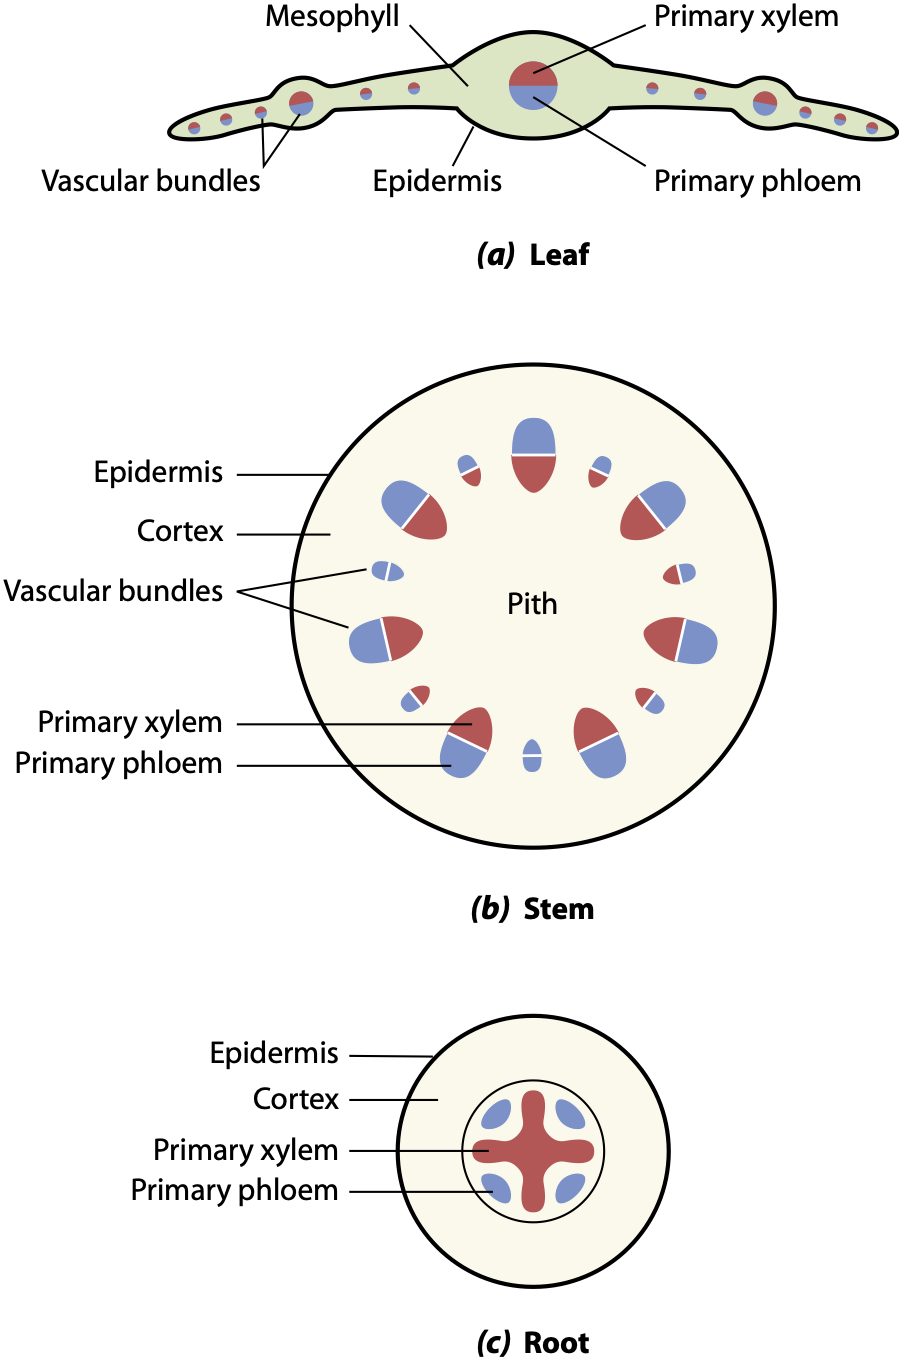 Mesophyll
Primary xylem
Vascular bundles
Epidermis
Primary phloem
(a) Leaf
Epidermis
Cortex
Vascular bundles
Pith
Primary xylem
Primary phloem
(b) Stem
Epidermis
Cortex
Primary xylem
Primary phloem
(c) Root